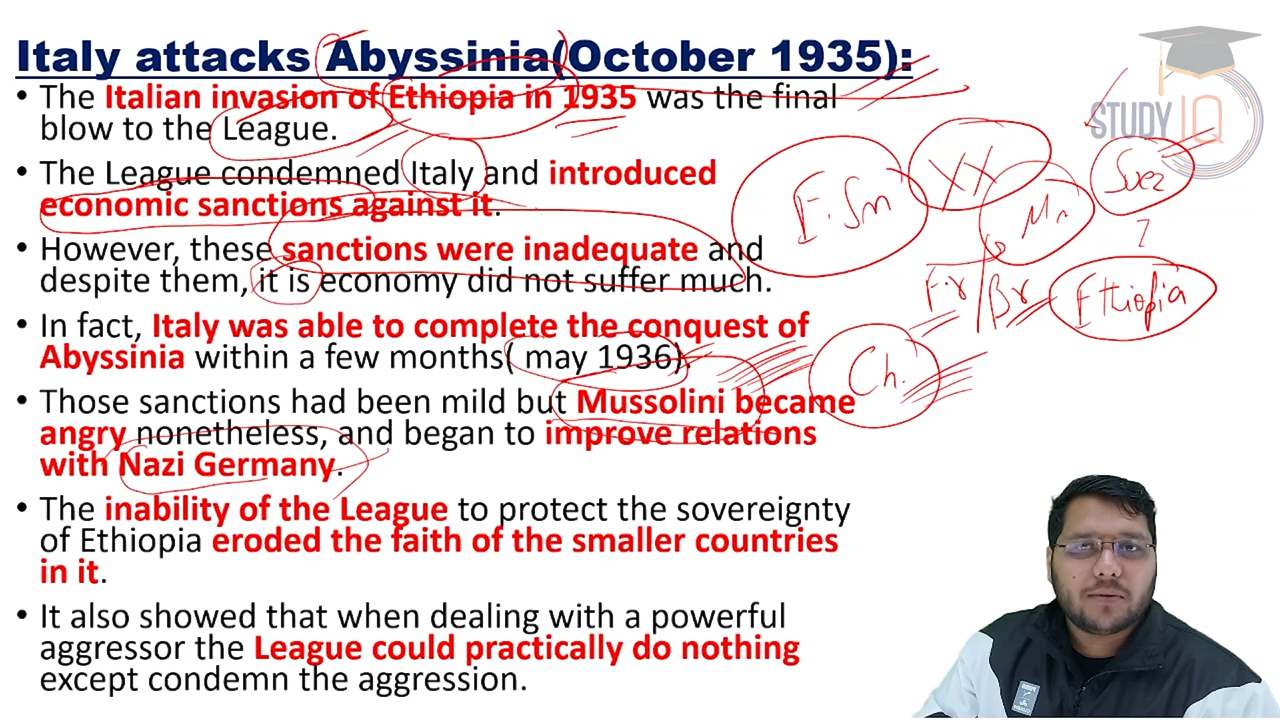 Italy attacks Abyssinia(October 1935):
• The Italian invasion of Ethiopia in 1935 was the final
blow to the League.
• The League condemned Italy and introduced
economic sanctions against it.
• However, these sanctions were inadequate and
despite them, it is economy did not suffer much.
• In fact, Italy was able to complete the conquest of
Abyssinia within a few months( may 1936).
• Those sanctions had been mild but Mussolini became
angry nonetheless, and began to improve relations
with Nazi Germany.
• The inability of the League to protect the sovereignty
of Ethiopia eroded the faith of the smaller countries
in it.
• It also showed that when dealing with a powerful
aggressor the League could practically do nothing
except condemn the aggression.
STUDY IQ
XX
Suez
Fr Br
Ethiopia
Ch.